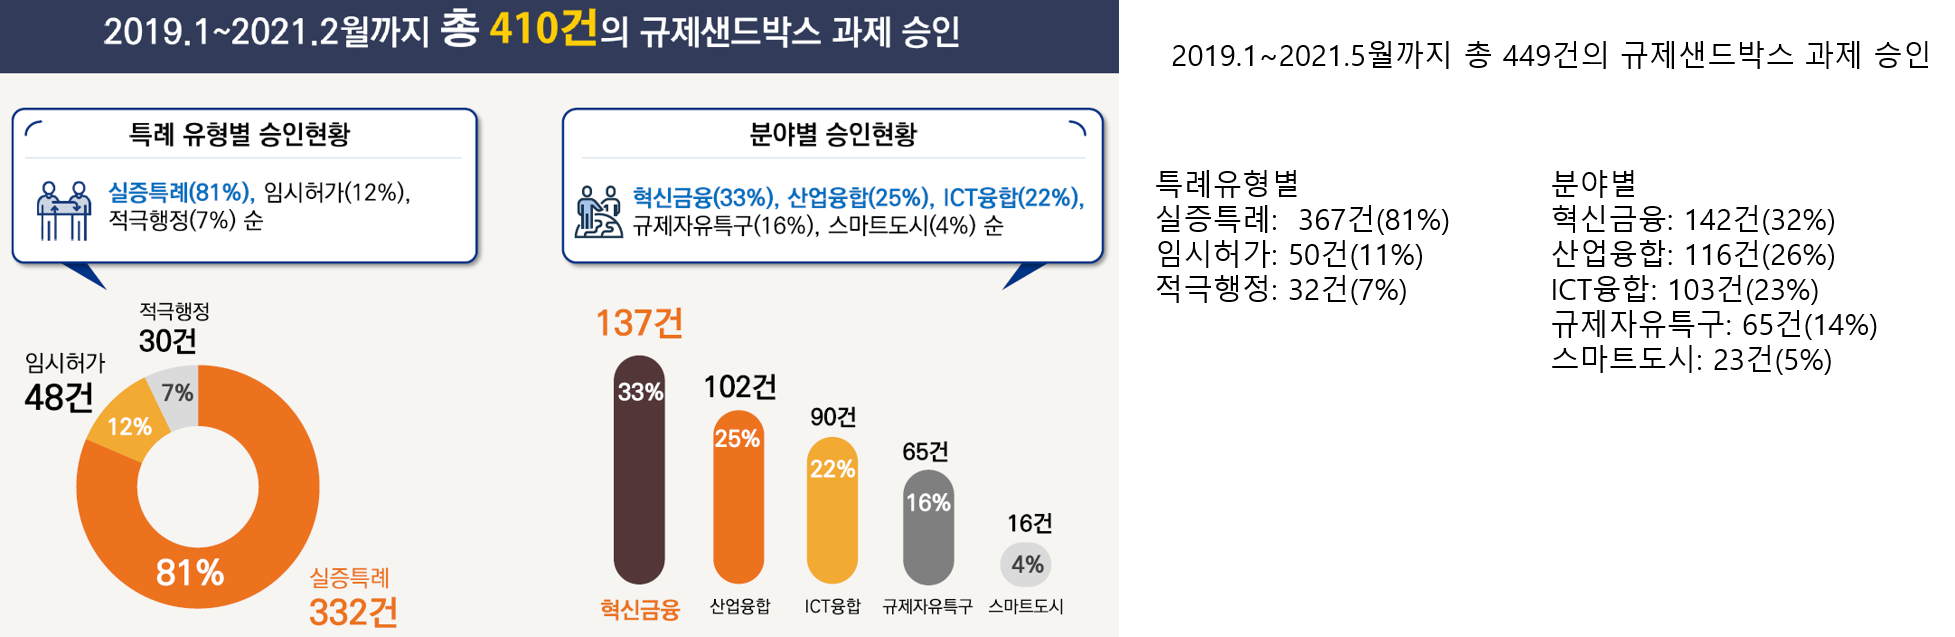 2019.1~2021.2월까지 총 410건의 규제샌드박스 과제 승인
특례 유형별 승인현황
실증특례(81%), 임시허가(12%),
적극행정(7%) 순
적극행정
30건
임시허가
48건
7%
12%
81%
실증특례
332건
분야별 승인현황
혁신금융(33%), 산업융합(25%), ICT융합(22%),
규제자유특구(16%), 스마트도시(4%) 순
137건
33%
혁신금융
102건
25%
산업융합
90건
22%
ICT융합
65건
16%
규제자유특구
16건
4%
스마트도시
2019.1~2021.5월까지 총 449건의 규제샌드박스 과제 승인
특례유형별
실증특례: 367건(81%)
임시허가: 50건(11%)
적극행정: 32건(7%)
분야별
혁신금융: 142건(32%)
산업융합: 116건(26%)
ICT융합: 103건(23%)
규제자유특구: 65건(14%)
스마트도시: 23건(5%)